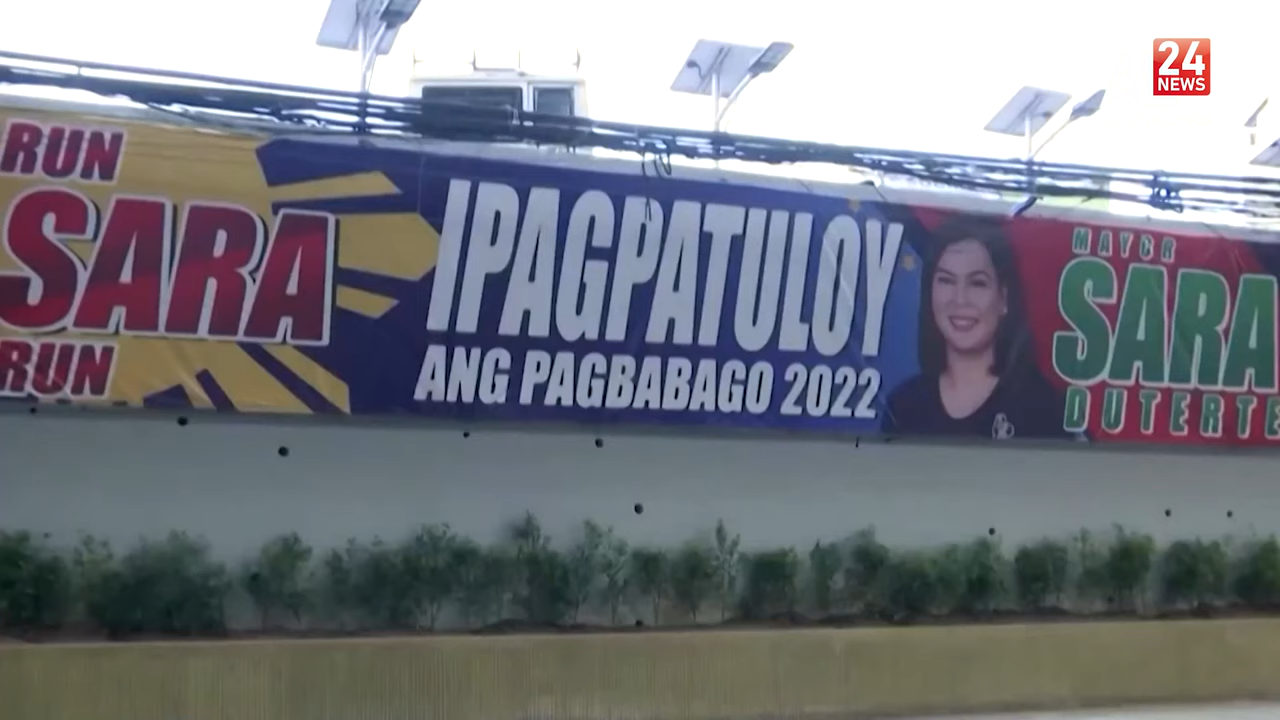 RUN
SARA
RUN
IPAGPATULOY
ANG PAGBABAGO 2022
MAYOR
SARA
DUTERTE
24
NEWS